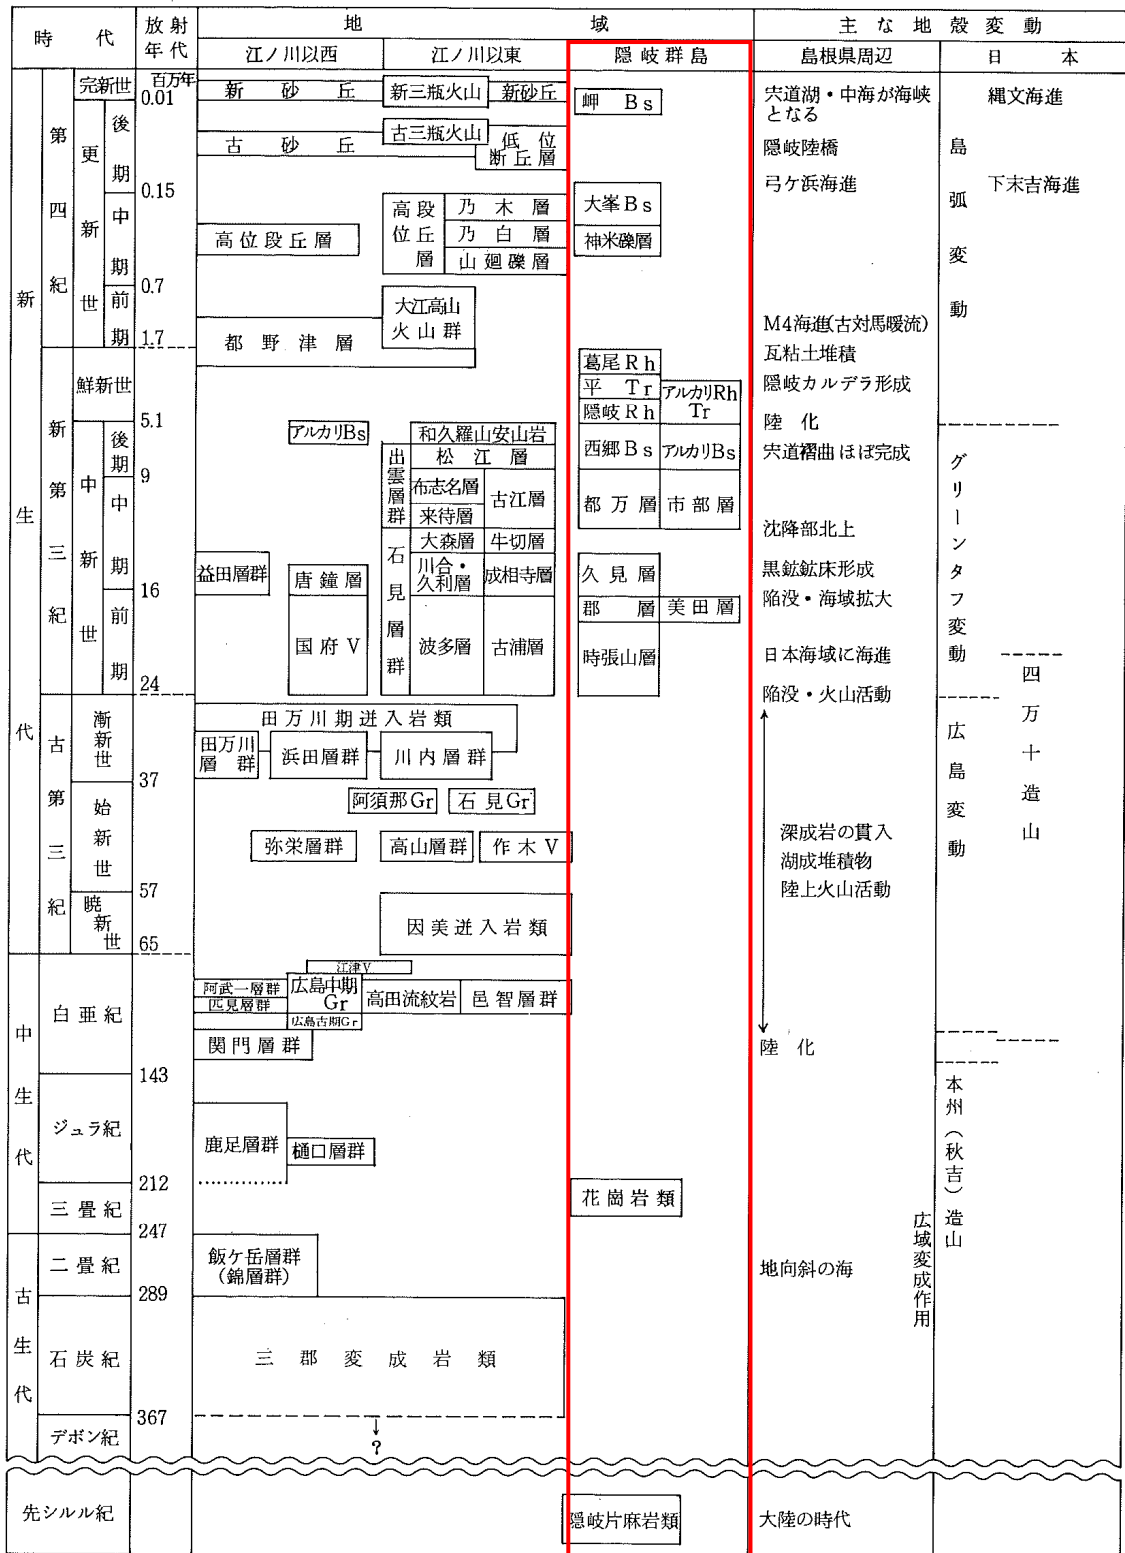 時代
放射年代
地域
主な地殻変動
江ノ川以西
江ノ川以東
隠岐群島
島根県周辺
日本
新生代
第四紀
完新世
更新世
後期
中期
前期
新第三紀
鮮新世
中新世
後期
中期
前期
古第三紀
漸新世
始新世
暁新世
中生代
白亜紀
ジュラ紀
三畳紀
古生代
二畳紀
石炭紀
デボン紀
先シルル紀
百万年
0.01
0.15
0.7
1.7
5.1
9
16
24
37
57
65
143
212
247
289
367
新砂丘
新三瓶火山
新砂丘
古砂丘
古三瓶火山
低位断丘層
高位段丘層
高位段丘層
乃木層
乃白層
山廻礫層
大江高山火山群
都野津層
アルカリBs
和久羅山安山岩
出雲層群
松江層
布志名層
古江層
来待層
石見層群
大森層
牛切層
益田層群
唐鐘層
川合・久利層
成相寺層
国府V
波多層
古浦層
田万川期迸入岩類
田万川層群
浜田層群
川内層群
阿須那Gr
石見Gr
弥栄層群
高山層群
作木V
因美迸入岩類
江津V
阿武一層群
匹見層群
広島中期Gr
高田流紋岩
邑智層群
広島古期Gr
関門層群
鹿足層群
樋口層群
飯ケ岳層群
(錦層群)
三郡変成岩類
?
岬Bs
大峯Bs
神米礫層
葛尾Rh
平Tr
アルカリRh Tr
隠岐Rh
西郷Bs
アルカリBs
都万層
市部層
久見層
郡層
美田層
時張山層
花崗岩類
隠岐片麻岩類
宍道湖・中海が海峡
となる
隠岐陸橋
弓ケ浜海進
M4海進(古対馬暖流)
瓦粘土堆積
隠岐カルデラ形成
陸化
宍道褶曲ほぼ完成
沈降部北上
黒鉱鉱床形成
陥没・海域拡大
日本海域に海進
陥没・火山活動
深成岩の貫入
湖成堆積物
陸上火山活動
陸化
地向斜の海
広域変成作用
大陸の時代
縄文海進
島弧変動
下末吉海進
グリーンタフ変動
四万十造山
広島変動
本州(秋吉)造山